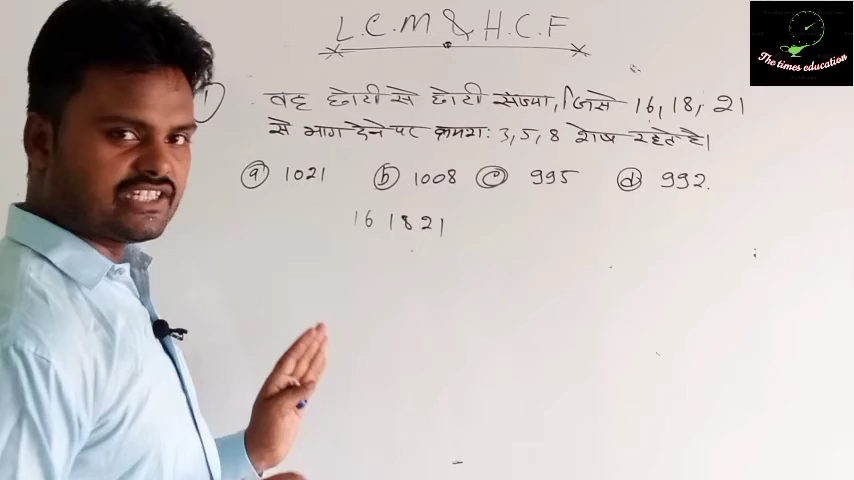 L.C.M & H.C.F
The times education
1 वह छोटी से छोटी संख्या, जिसे 16, 18, 21
से भाग देने पर क्रमश: 3, 5, 8 शेष रहते है।
(a) 1021 (b) 1008 (c) 995 (d) 992.
16 18 21